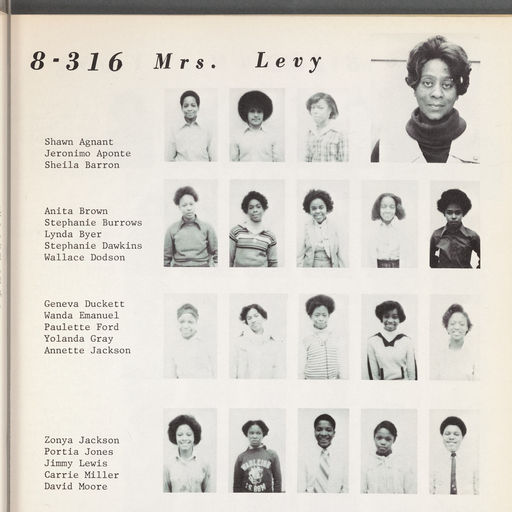 8-316 Mrs. Levy
Shawn Agnant
Jeronimo Aponte
Sheila Barron
Anita Brown
Stephanie Burrows
Lynda Byer
Stephanie Dawkins
Wallace Dodson
Geneva Duckett
Wanda Emanuel
Paulette Ford
Yolanda Gray
Annette Jackson
Zonya Jackson
Portia Jones
Jimmy Lewis
Carrie Miller
David Moore